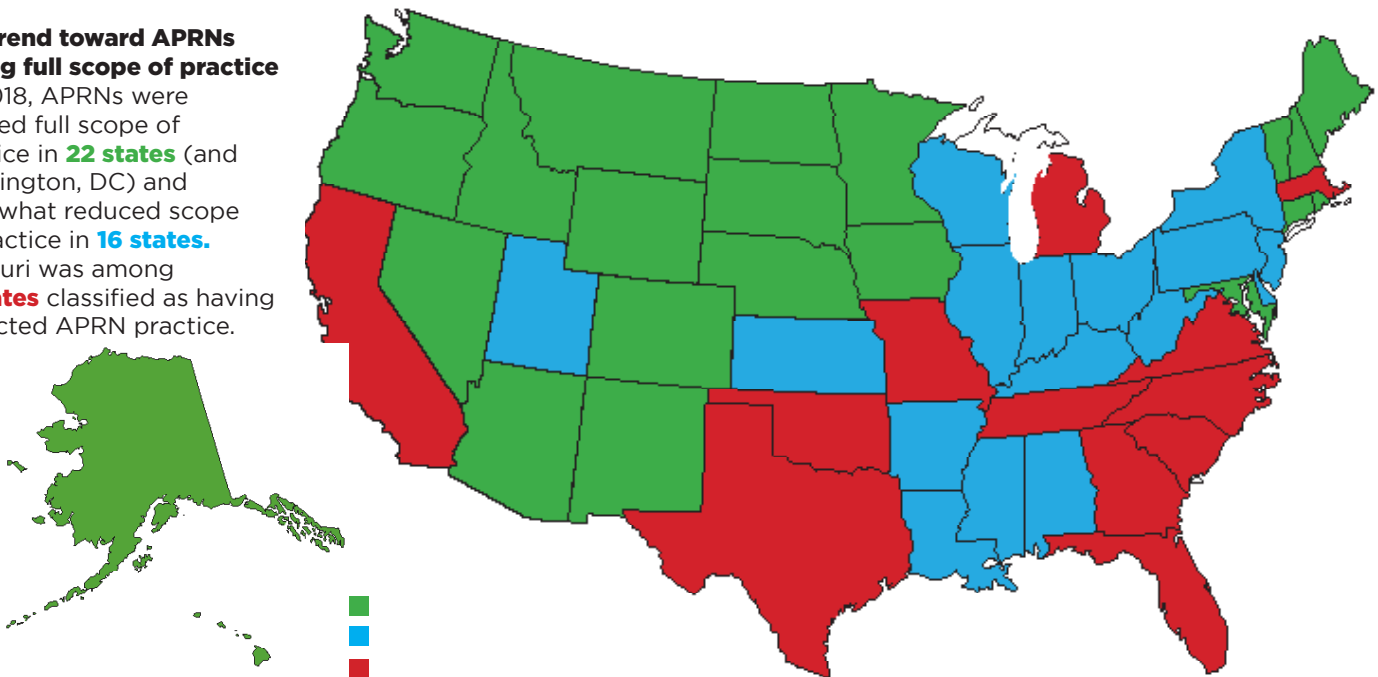 rend toward APRNs
g full scope of practice
018, APRNs were
ed full scope of
ice in 22 states (and
ington, DC) and
what reduced scope
actice in 16 states.
uri was among
ates classified as having
cted APRN practice.